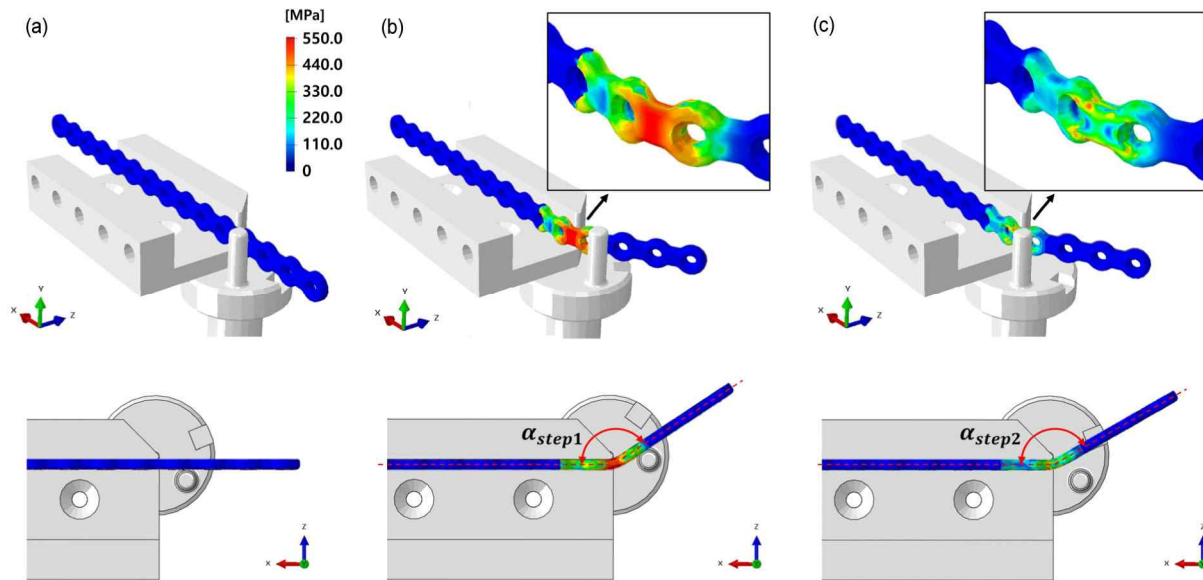 (a)
[MPa]
550.0
440.0
330.0
220.0
110.0
0
(b)
(c)
Y
X
Z
Y
X
Z
Y
X
Z
α_step1
α_step2
Z
X
Y
Z
X
Y
Z
X
Y